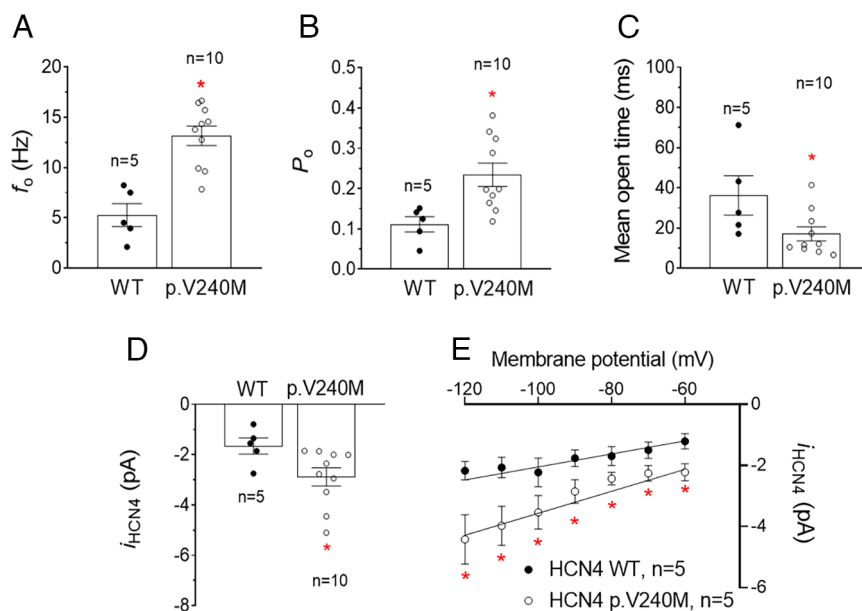 A
n=10
20
*
15
n=5
10
5
0
fo (Hz)
WT p.V240M
B
n=10
0.5
*
0.4
0.3
n=5
0.2
0.1
0.0
Po
WT p.V240M
C
100
n=10
80
n=5
60
*
40
20
0
Mean open time (ms)
WT p.V240M
D
WT p.V240M
0
-2
-4
-6
-8
n=5
*
n=10
iHCN4 (pA)
E
Membrane potential (mV)
-120 -100 -80 -60
0
-2
-4
-6
iHCN4 (pA)
* * * * * * *
HCN4 WT, n=5
HCN4 p.V240M, n=5